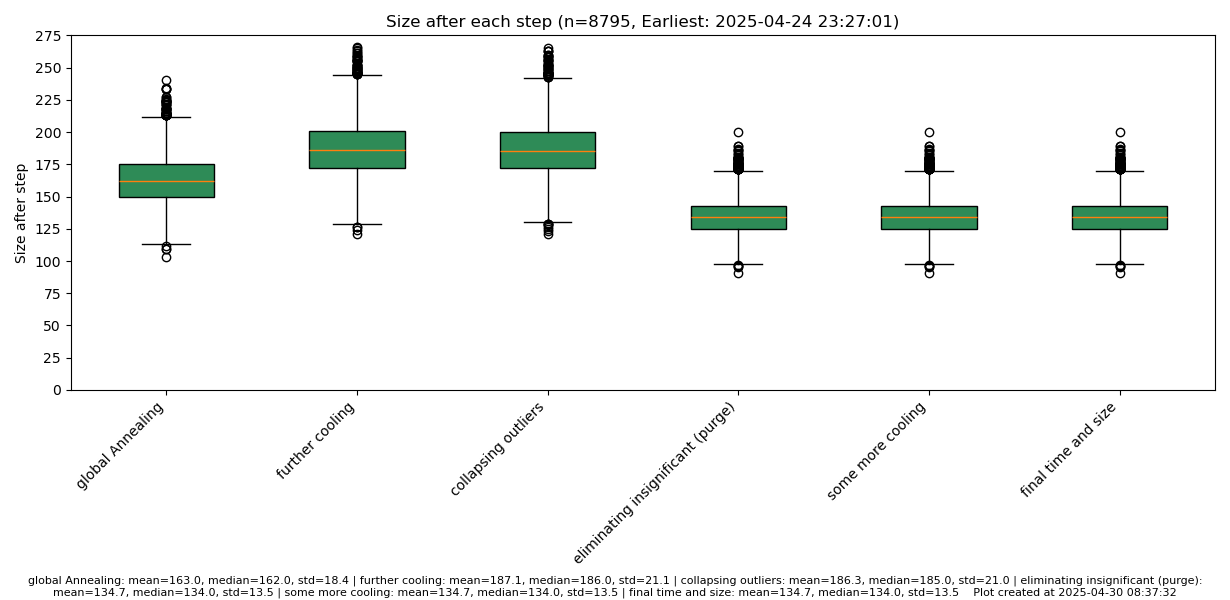 Size after each step (n=8795, Earliest: 2025-04-24 23:27:01)
275
250
225
200
175
150
125
100
75
50
25
0
Size after step
global Annealing
further cooling
collapsing outliers
eliminating insignificant (purge)
some more cooling
final time and size
global Annealing: mean=163.0, median=162.0, std=18.4 | further cooling: mean=187.1, median=186.0, std=21.1 | collapsing outliers: mean=186.3, median=185.0, std=21.0 | eliminating insignificant (purge):
mean=134.7, median=134.0, std=13.5 | some more cooling: mean=134.7, median=134.0, std=13.5 | final time and size: mean=134.7, median=134.0, std=13.5    Plot created at 2025-04-30 08:37:32